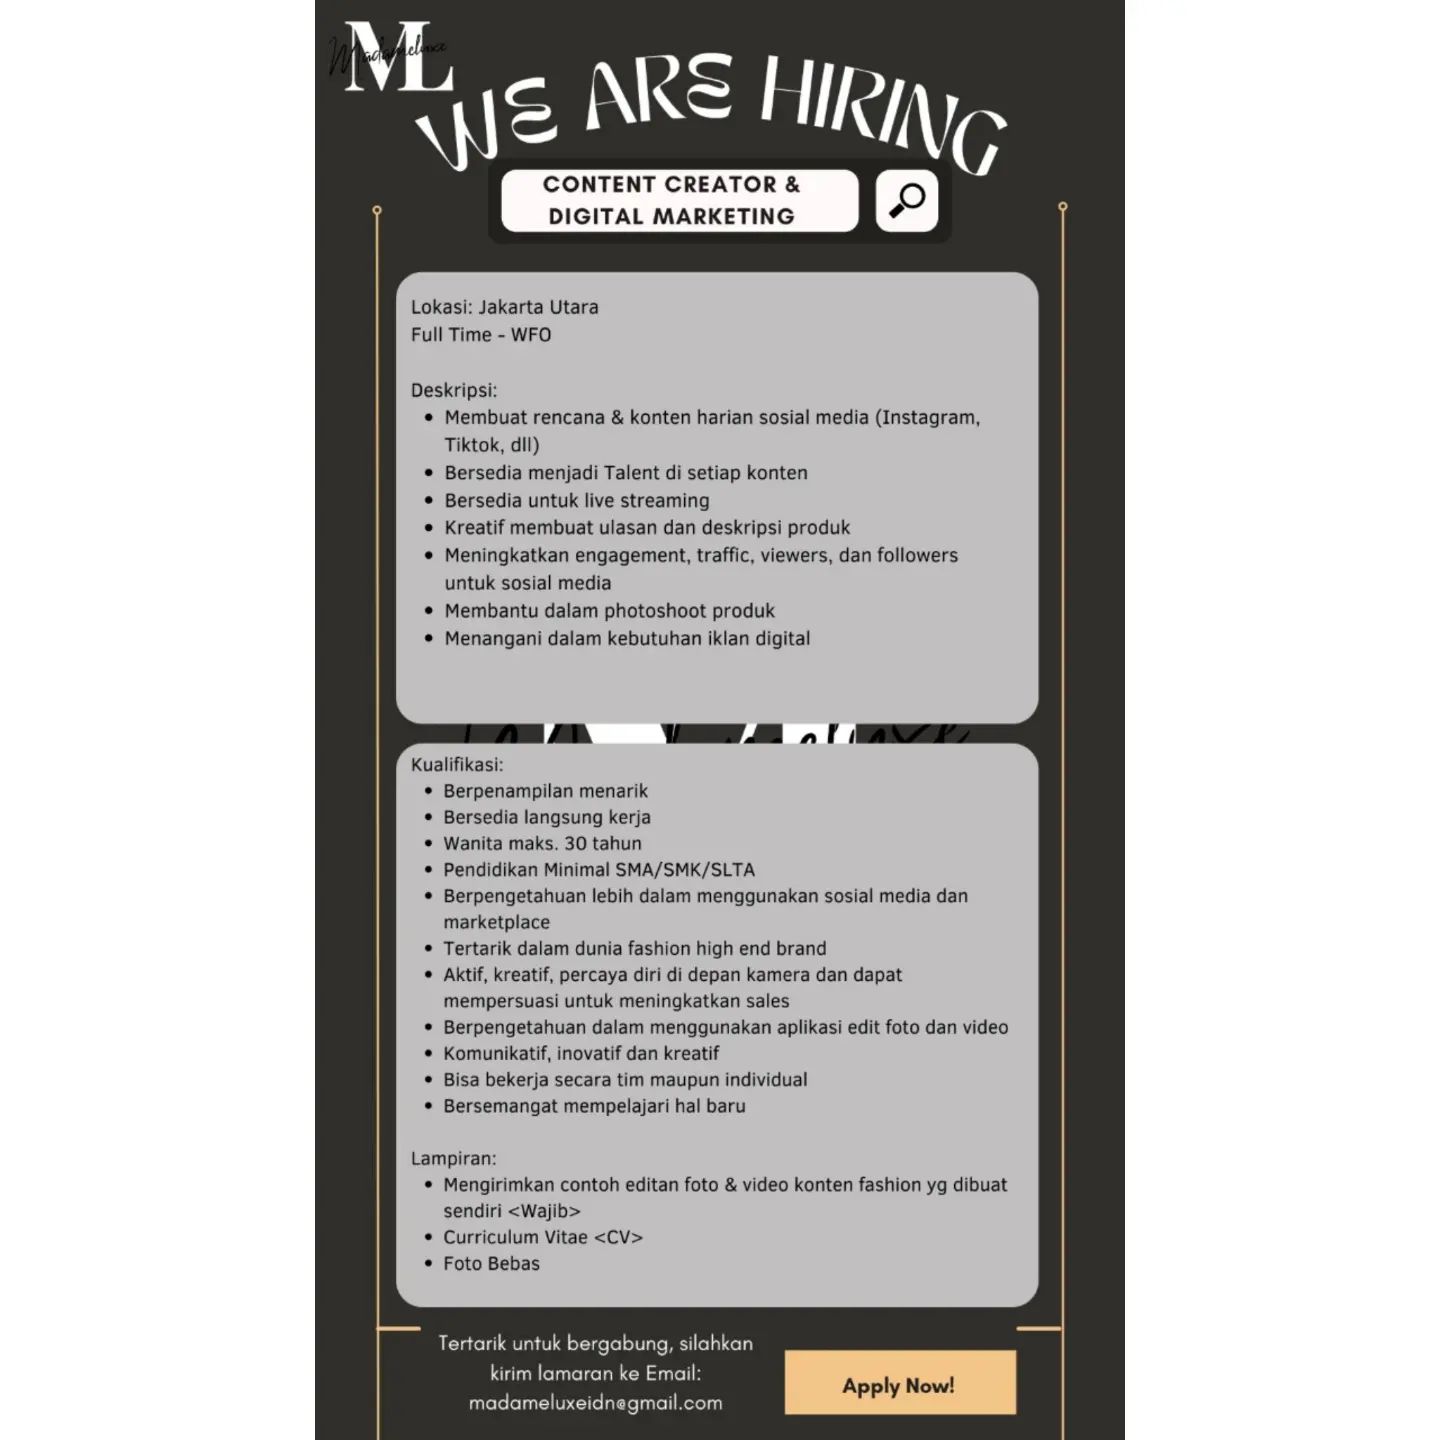 ML
Madameluxe
WE ARE HIRING
CONTENT CREATOR &
DIGITAL MARKETING
Lokasi: Jakarta Utara
Full Time - WFO
Deskripsi:
• Membuat rencana & konten harian sosial media (Instagram,
Tiktok, dll)
• Bersedia menjadi Talent di setiap konten
• Bersedia untuk live streaming
• Kreatif membuat ulasan dan deskripsi produk
• Meningkatkan engagement, traffic, viewers, dan followers
untuk sosial media
• Membantu dalam photoshoot produk
• Menangani dalam kebutuhan iklan digital
Kualifikasi:
• Berpenampilan menarik
• Bersedia langsung kerja
• Wanita maks. 30 tahun
• Pendidikan Minimal SMA/SMK/SLTA
• Berpengetahuan lebih dalam menggunakan sosial media dan
marketplace
• Tertarik dalam dunia fashion high end brand
• Aktif, kreatif, percaya diri di depan kamera dan dapat
mempersuasi untuk meningkatkan sales
• Berpengetahuan dalam menggunakan aplikasi edit foto dan video
• Komunikatif, inovatif dan kreatif
• Bisa bekerja secara tim maupun individual
• Bersemangat mempelajari hal baru
Lampiran:
• Mengirimkan contoh editan foto & video konten fashion yg dibuat
sendiri <Wajib>
• Curriculum Vitae <CV>
• Foto Bebas
Tertarik untuk bergabung, silahkan
kirim lamaran ke Email:
madameluxeidn@gmail.com
Apply Now!